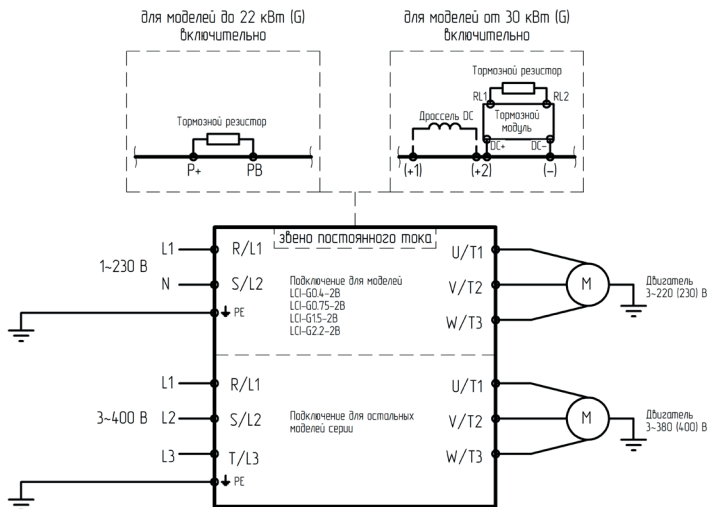 для моделей до 22 кВт (G)
включительно
для моделей от 30 кВт (G)
включительно
Тормозной резистор
P+
PB
Тормозной резистор
RL1
RL2
Дроссель DC
Тормозной
модуль
DC+
DC-
(+1)
(+2)
(-)
звено постоянного тока
L1
R/L1
1~230 В
N
S/L2
PE
Подключение для моделей
LCI-G0.4-2B
LCI-G0.75-2B
LCI-G1.5-2B
LCI-G2.2-2B
U/T1
V/T2
W/T3
M
Двигатель
3~220 (230) В
L1
R/L1
3~400 В
L2
S/L2
L3
T/L3
PE
Подключение для остальных
моделей серии
U/T1
V/T2
W/T3
M
Двигатель
3~380 (400) В